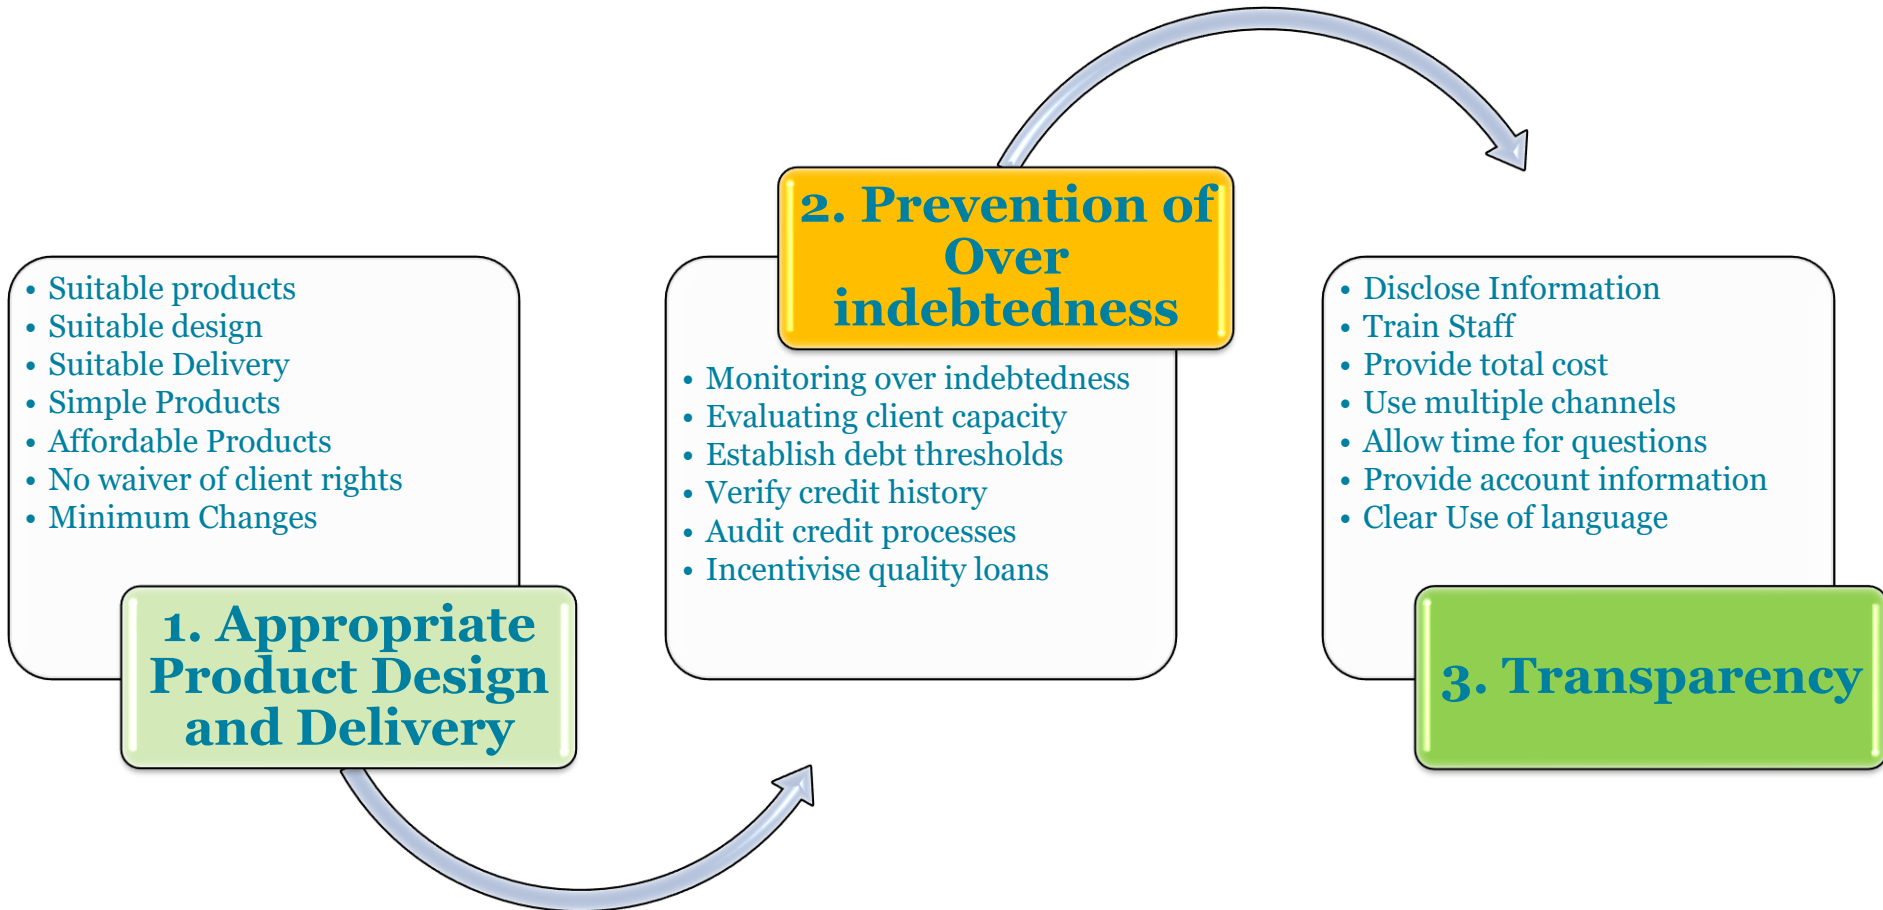 • Suitable products
• Suitable design
• Suitable Delivery
• Simple Products
• Affordable Products
• No waiver of client rights
• Minimum Changes
1. Appropriate
Product Design
and Delivery
2. Prevention of
Over
indebtedness
• Monitoring over indebtedness
• Evaluating client capacity
• Establish debt thresholds
• Verify credit history
• Audit credit processes
• Incentivise quality loans
• Disclose Information
• Train Staff
• Provide total cost
• Use multiple channels
• Allow time for questions
• Provide account information
• Clear Use of language
3. Transparency